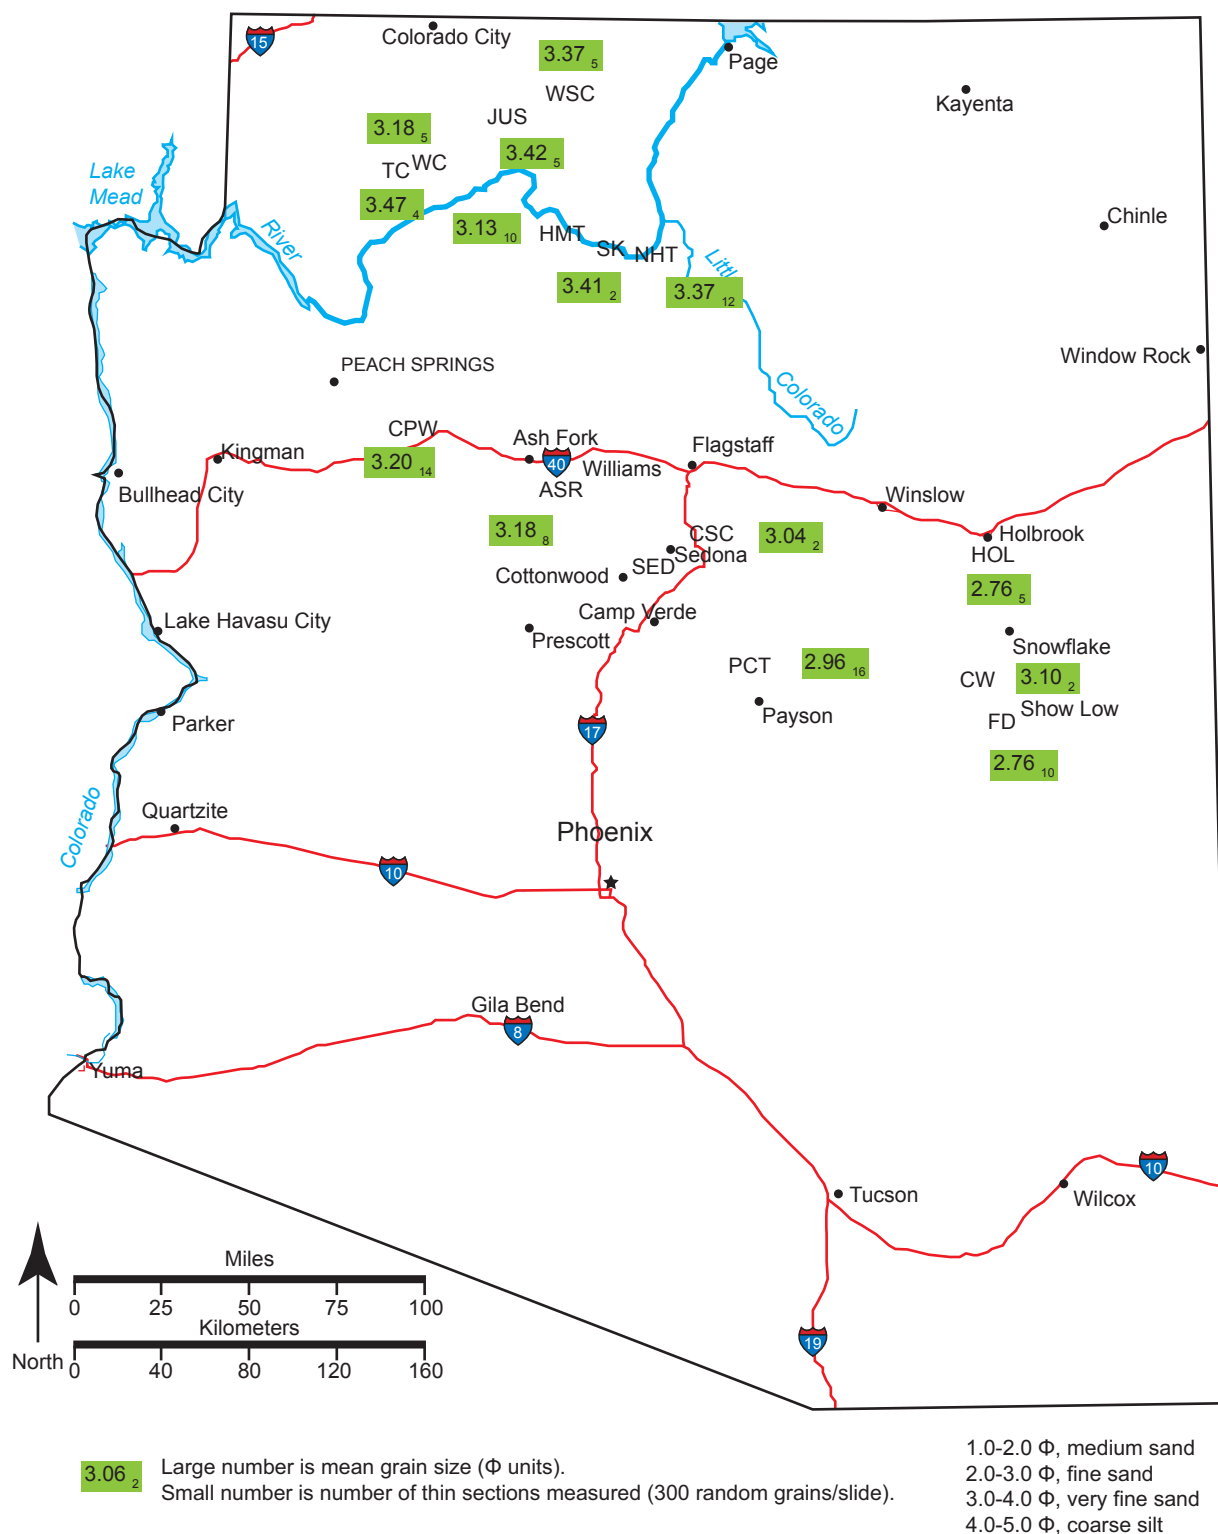 15
Colorado City
3.37 5
Page
WSC
Kayenta
JUS
3.18 5
3.42 5
TC
WC
Lake
Mead
3.47 4
River
3.13 10
HMT
SK
NHT
Littl
Chinle
3.41 2
3.37 12
Window Rock
PEACH SPRINGS
Colorado
CPW
Ash Fork
Flagstaff
Kingman
3.20 14
40
Williams
Bullhead City
ASR
Winslow
3.18 8
CSC
3.04 2
Holbrook
Sedona
HOL
SED
Cottonwood
2.76 5
Camp Verde
Lake Havasu City
Prescott
Snowflake
PCT
2.96 16
CW
3.10 2
Show Low
Payson
FD
Parker
17
2.76 10
Quartzite
Colorado
Phoenix
10
Gila Bend
8
Yuma
10
Tucson
Wilcox
Miles
0 25 50 75 100
Kilometers
North
0 40 80 120 160
19
3.06 2
Large number is mean grain size (Φ units).
Small number is number of thin sections measured (300 random grains/slide).
1.0-2.0 Φ, medium sand
2.0-3.0 Φ, fine sand
3.0-4.0 Φ, very fine sand
4.0-5.0 Φ, coarse silt